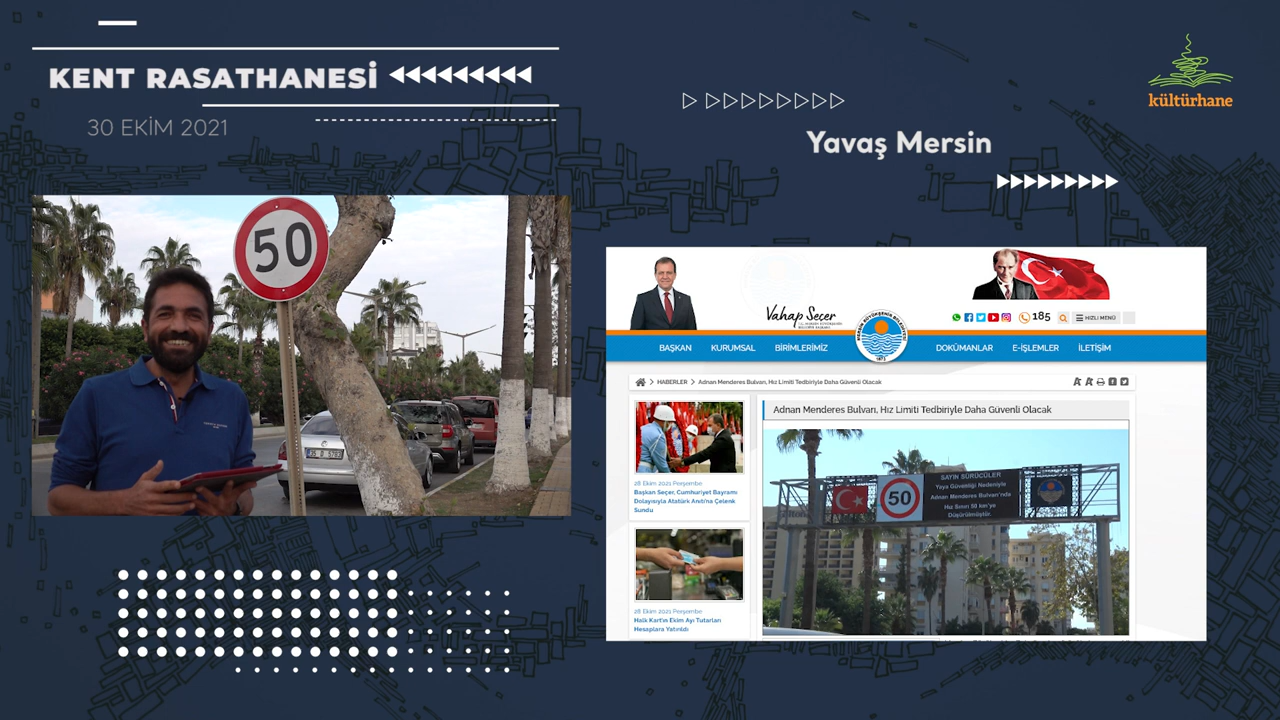 KENT RASATHANESİ
30 EKİM 2021
kültürhane
Yavaş Mersin
50
Vahap Seçer
185
HIZLI MENÜ
BAŞKAN
KURUMSAL
BİRİMLERİMİZ
DOKÜMANLAR
E-İŞLEMLER
İLETİŞİM
HABERLER
Adnan Menderes Bulvarı, Hız Limiti Tedbiriyle Daha Güvenli Olacak
Adnan Menderes Bulvarı, Hız Limiti Tedbiriyle Daha Güvenli Olacak
28 Ekim 2021 Perşembe
Başkan Seçer, Cumhuriyet Bayramı
Dolayısıyla Atatürk Anıtı'na Çelenk
Sundu
50
SAYIN SÜRÜCÜLER
Yaya Güvenliği Nedeniyle
Adnan Menderes Bulvarı'nda
Hız Sınırı 50 km'ye
Düşürülmüştür.
28 Ekim 2021 Perşembe
Halk Kart'ın Ekim Ayı Tutarları
Hesaplara Yatırıldı